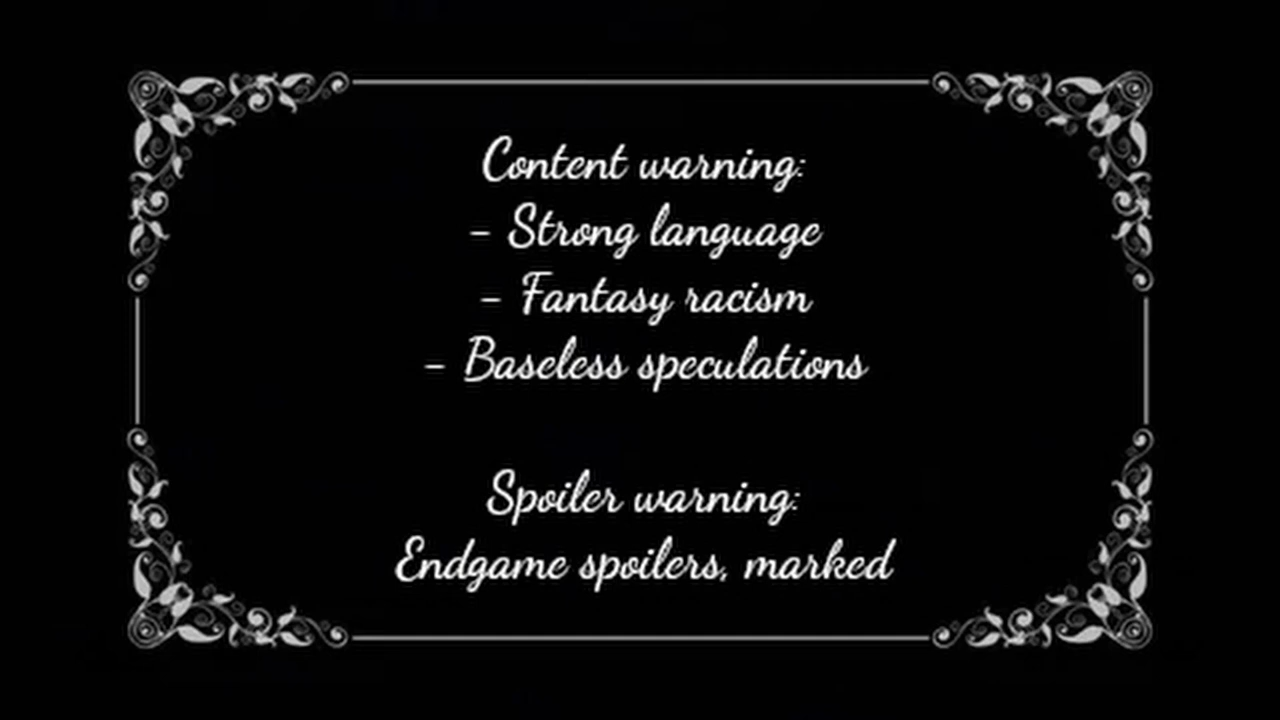 Content warning:
- Strong language
- Fantasy racism
- Baseless speculations
Spoiler warning:
Endgame spoilers, marked